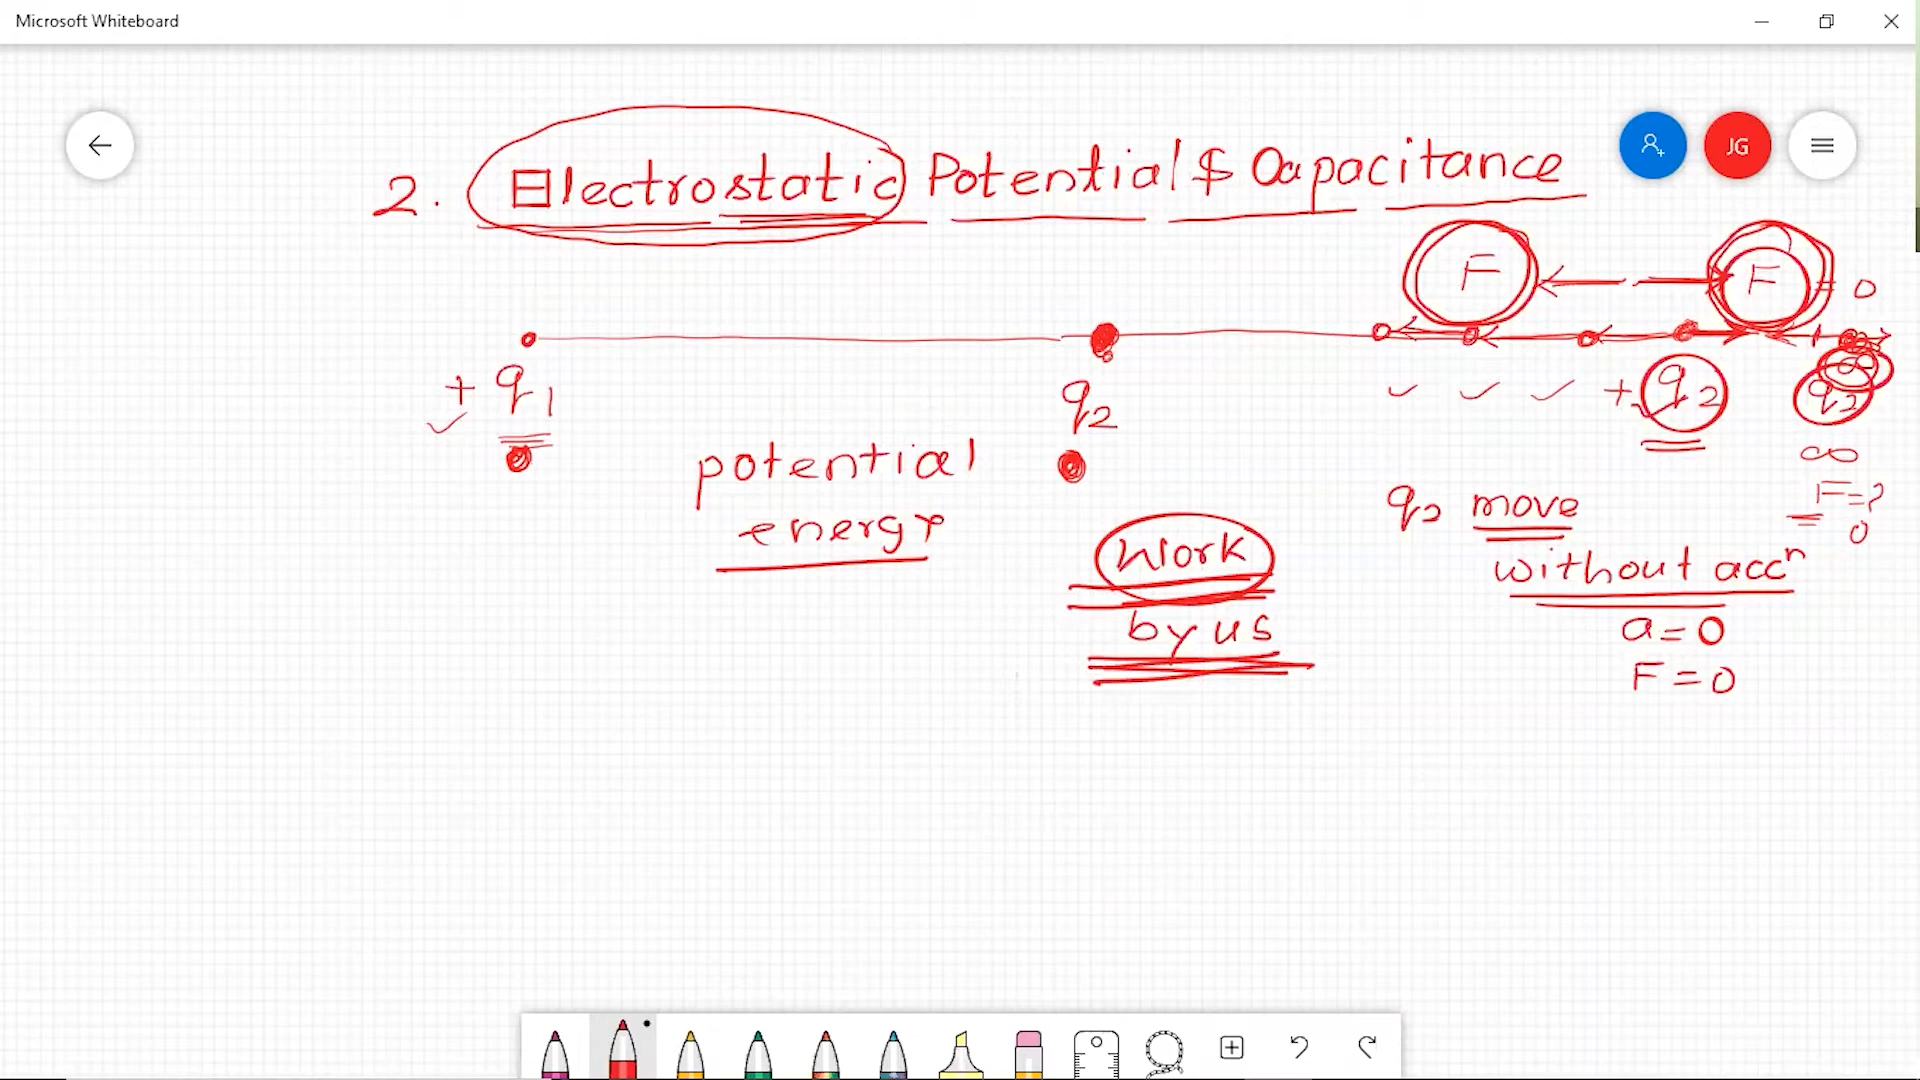 Microsoft Whiteboard
2. Electrostatic Potential $ Capacitance
JG
F F = 0
+ q1 q2 + q2 q2
∞
potential
energy
q2 move
F=?
0
Work
by us
without accn
a=0
F=0